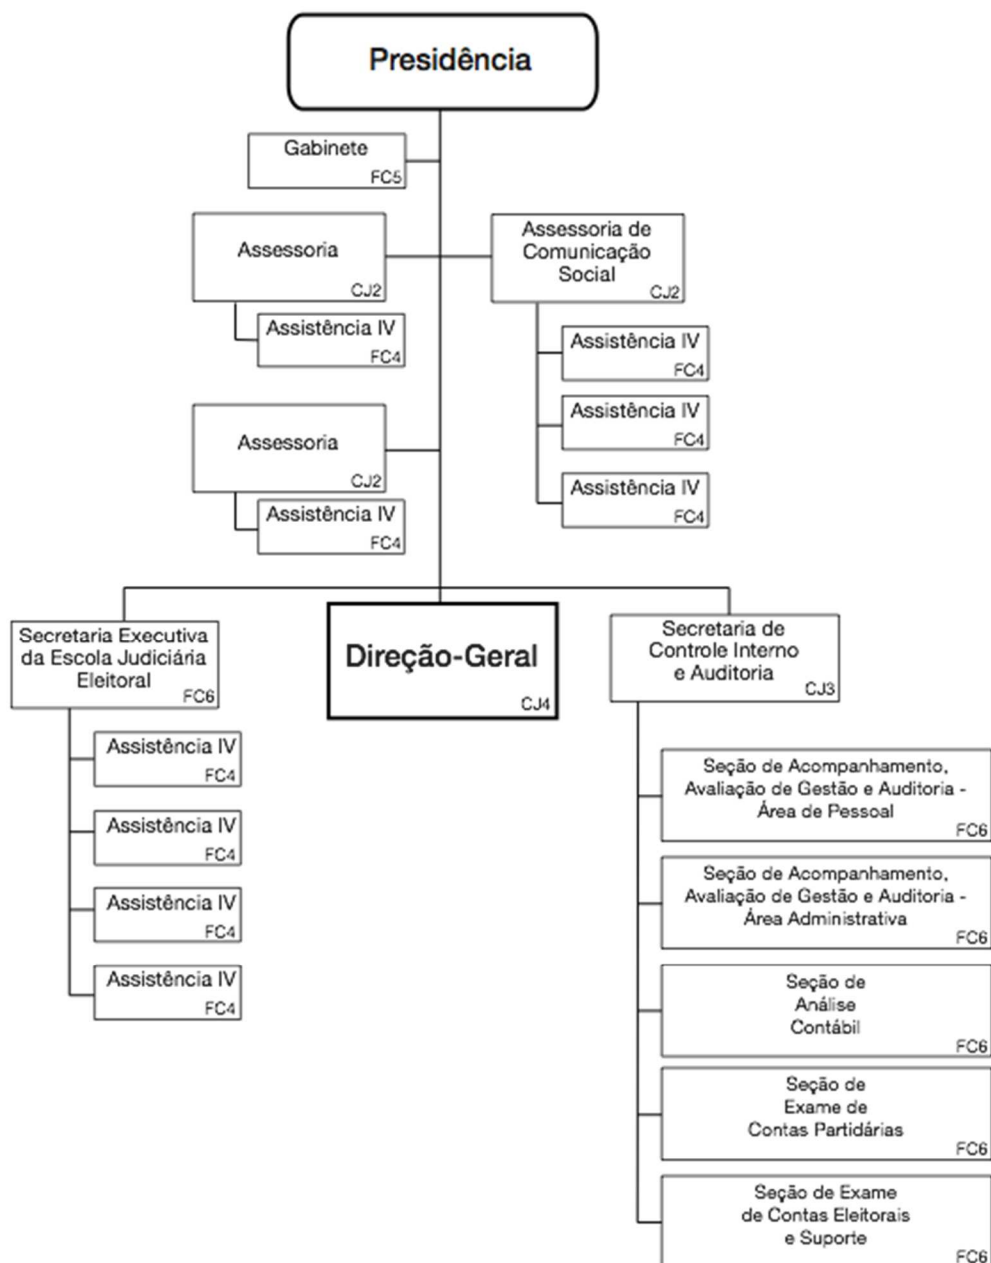 Presidência
Gabinete
FC5
Assessoria
CJ2
Assistência IV
FC4
Assessoria de
Comunicação
Social
CJ2
Assistência IV
FC4
Assistência IV
FC4
Assistência IV
FC4
Assessoria
CJ2
Assistência IV
FC4
Secretaria Executiva
da Escola Judiciária
Eleitoral
FC6
Assistência IV
FC4
Assistência IV
FC4
Assistência IV
FC4
Assistência IV
FC4
Direção-Geral
CJ4
Secretaria de
Controle Interno
e Auditoria
CJ3
Seção de Acompanhamento,
Avaliação de Gestão e Auditoria -
Área de Pessoal
FC6
Seção de Acompanhamento,
Avaliação de Gestão e Auditoria -
Área Administrativa
FC6
Seção de
Análise
Contábil
FC6
Seção de
Exame de
Contas Partidárias
FC6
Seção de Exame
de Contas Eleitorais
e Suporte
FC6